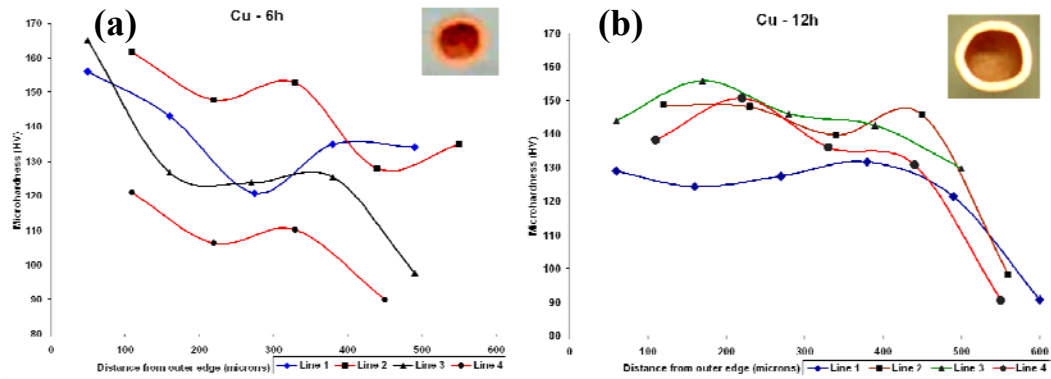 (a)
Cu - 6h
170
160
150
140
130
120
110
100
90
80
Microhardness (HV)
0 100 200 300 400 500 600
Distance from outer edge (microns)
Line 1 Line 2 Line 3 Line 4
(b)
Cu - 12h
170
160
150
140
130
120
110
100
90
80
Microhardness (HV)
0 100 200 300 400 500 600
Distance from outer edge (microns)
Line 1 Line 2 Line 3 Line 4